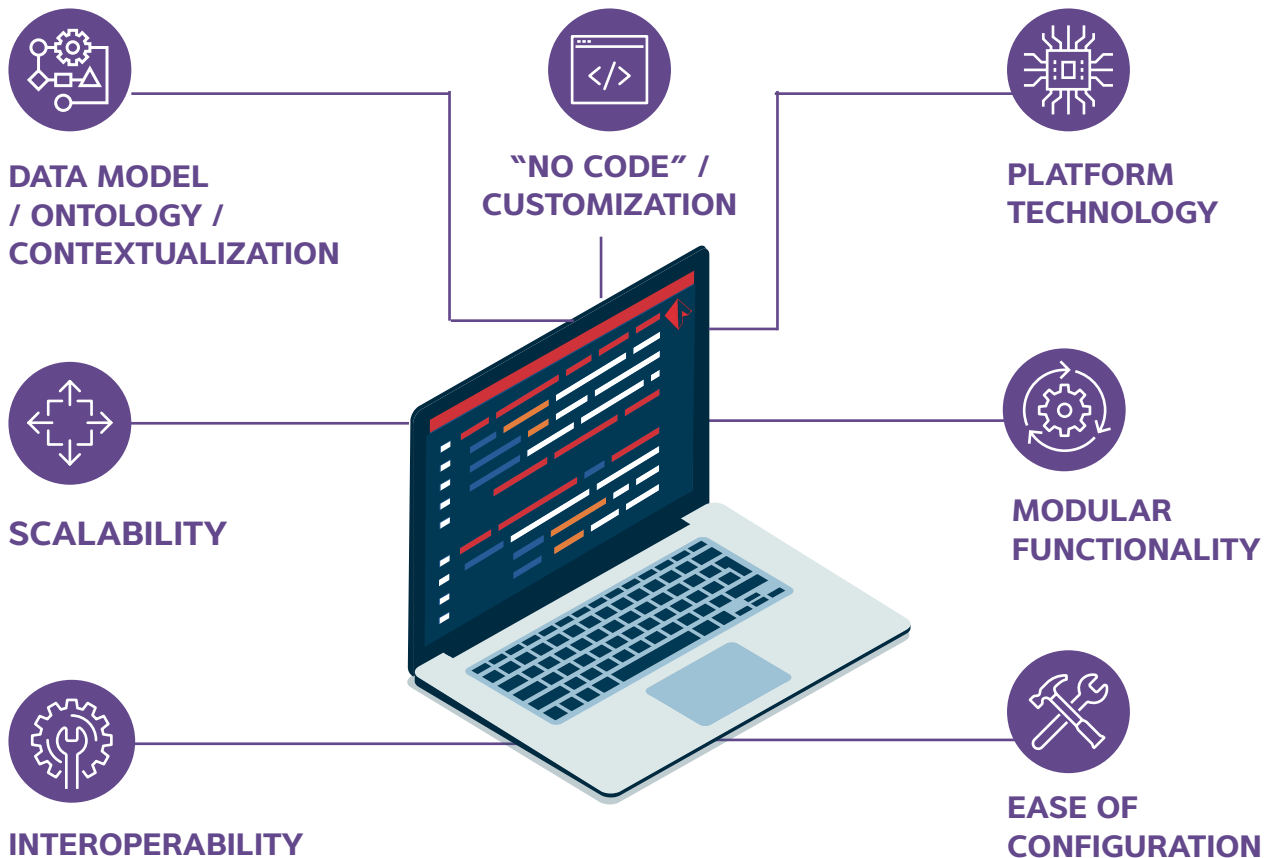 DATA MODEL
/ ONTOLOGY /
CONTEXTUALIZATION
“NO CODE” /
CUSTOMIZATION
PLATFORM
TECHNOLOGY
SCALABILITY
MODULAR
FUNCTIONALITY
INTEROPERABILITY
EASE OF
CONFIGURATION